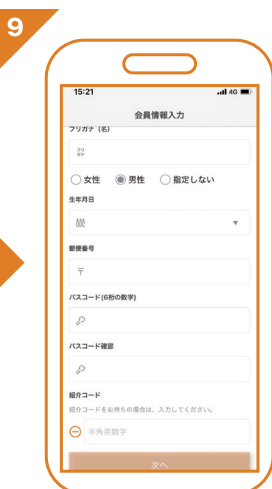 9
15:21 4G
会員情報入力
フリガナ（名）
フリ
ガナ
女性 男性 指定しない
生年月日
郵便番号
〒
パスコード(6桁の数字)
パスコード確認
紹介コード
紹介コードをお持ちの場合は、入力してください。
半角英数字
次へ